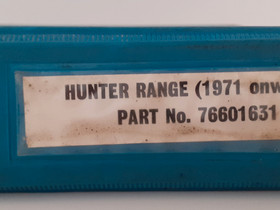 HUNTER RANGE (1971 onw
PART No. 76601631